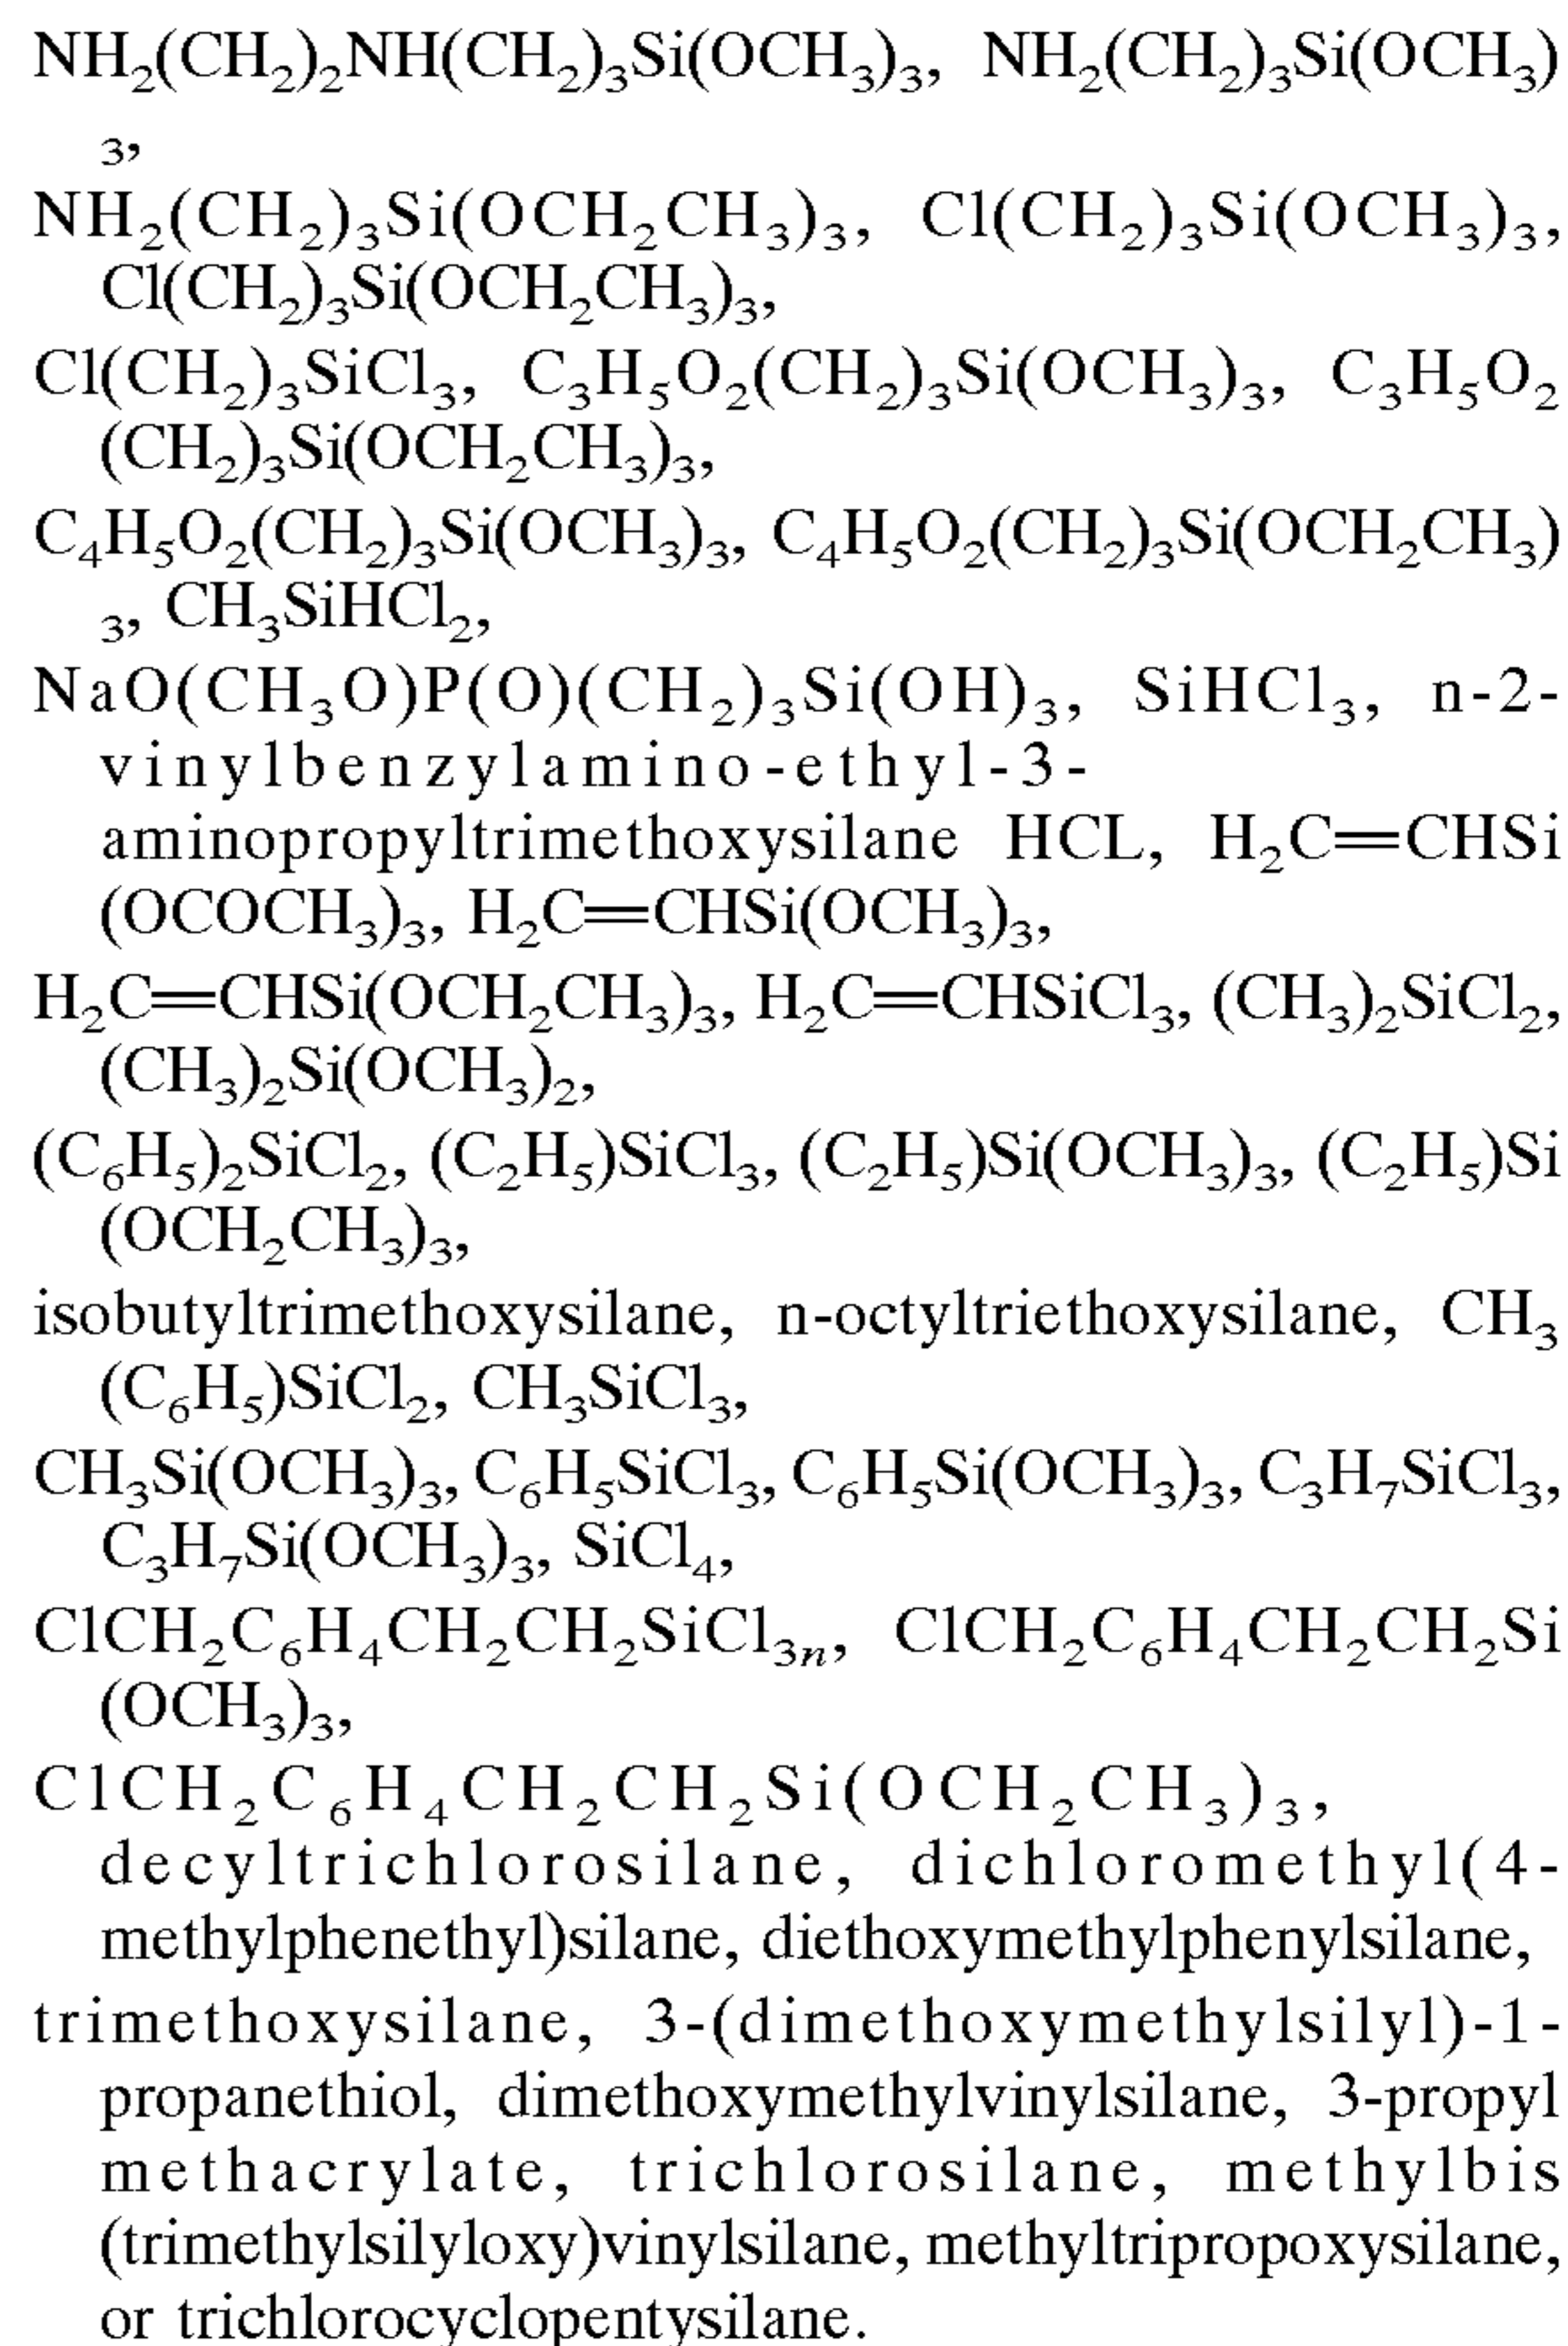 NH₂(CH₂)₂NH(CH₂)₃Si(OCH₃)₃, NH₂(CH₂)₃Si(OCH₃)
₃,
NH₂(CH₂)₃Si(OCH₂CH₃)₃, Cl(CH₂)₃Si(OCH₃)₃,
Cl(CH₂)₃Si(OCH₂CH₃)₃,
Cl(CH₂)₃SiCl₃, C₃H₅O₂(CH₂)₃Si(OCH₃)₃, C₃H₅O₂
(CH₂)₃Si(OCH₂CH₃)₃,
C₄H₅O₂(CH₂)₃Si(OCH₃)₃, C₄H₅O₂(CH₂)₃Si(OCH₂CH₃)
₃, CH₃SiHCl₂,
NaO(CH₃O)P(O)(CH₂)₃Si(OH)₃, SiHCl₃, n-2-
vinylbenzylamino-ethyl-3-
aminopropyltrimethoxysilane HCL, H₂C═CHSi
(OCOCH₃)₃, H₂C═CHSi(OCH₃)₃,
H₂C═CHSi(OCH₂CH₃)₃, H₂C═CHSiCl₃, (CH₃)₂SiCl₂,
(CH₃)₂Si(OCH₃)₂,
(C₆H₅)₂SiCl₂, (C₂H₅)SiCl₃, (C₂H₅)Si(OCH₃)₃, (C₂H₅)Si
(OCH₂CH₃)₃,
isobutyltrimethoxysilane, n-octyltriethoxysilane, CH₃
(C₆H₅)SiCl₂, CH₃SiCl₃,
CH₃Si(OCH₃)₃, C₆H₅SiCl₃, C₆H₅Si(OCH₃)₃, C₃H₇SiCl₃,
C₃H₇Si(OCH₃)₃, SiCl₄,
ClCH₂C₆H₄CH₂CH₂SiCl₃ₙ, ClCH₂C₆H₄CH₂CH₂Si
(OCH₃)₃,
ClCH₂C₆H₄CH₂CH₂Si(OCH₂CH₃)₃,
decyltrichlorosilane, dichloromethyl(4-
methylphenethyl)silane, diethoxymethylphenylsilane,
trimethoxysilane, 3-(dimethoxymethylsilyl)-1-
propanethiol, dimethoxymethylvinylsilane, 3-propyl
methacrylate, trichlorosilane, methylbis
(trimethylsilyloxy)vinylsilane, methyltripropoxysilane,
or trichlorocyclopentysilane.